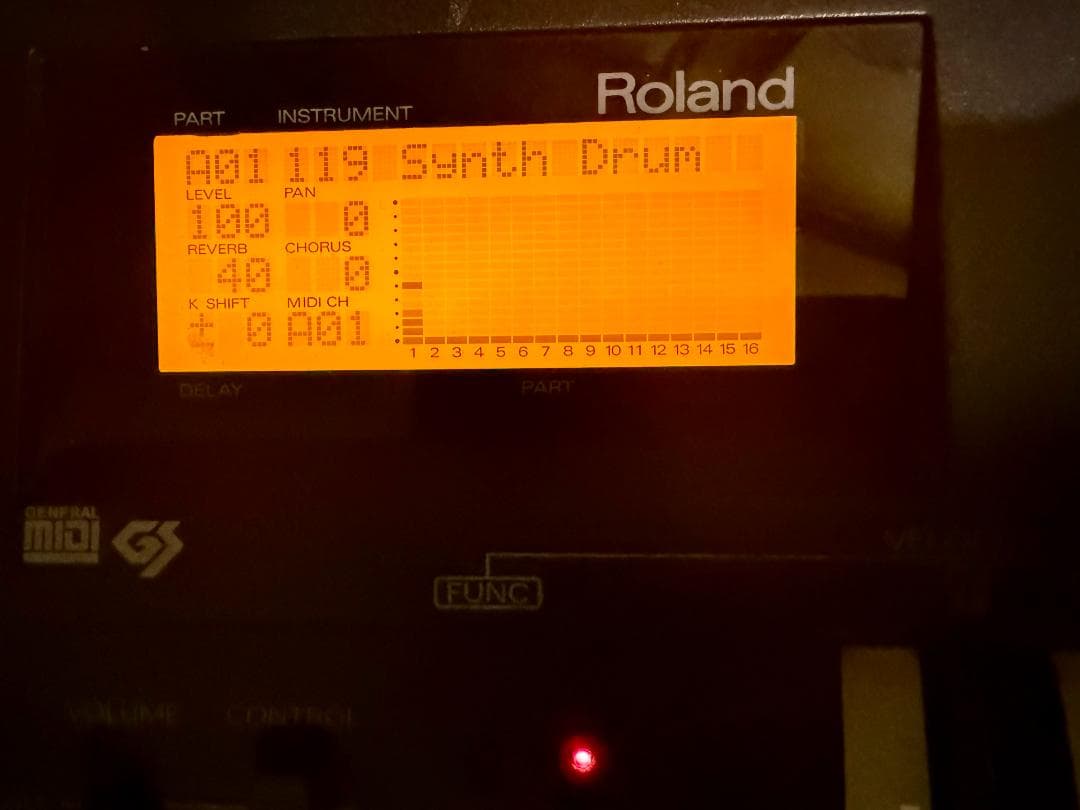 Roland
PART INSTRUMENT
A01 119 Synth Drum
LEVEL PAN
100 0
REVERB CHORUS
40 0
K SHIFT MIDI CH
± 0 A01
1 2 3 4 5 6 7 8 9 10 11 12 13 14 15 16
DELAY PART
GENERAL
MIDI GS
FUNC
VOLUME CONTROL